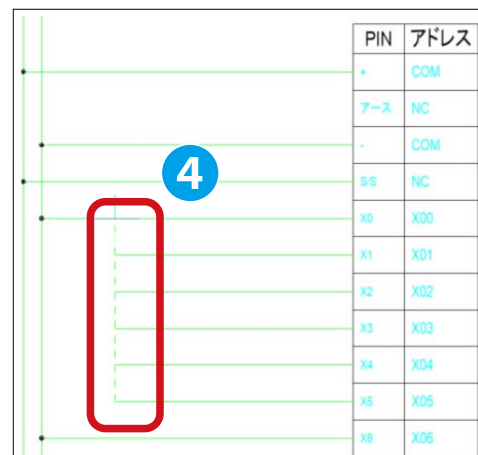 PIN アドレス
+ COM
アース NC
- COM
4
S/S NC
X0 X00
X1 X01
X2 X02
X3 X03
X4 X04
X5 X05
X6 X06